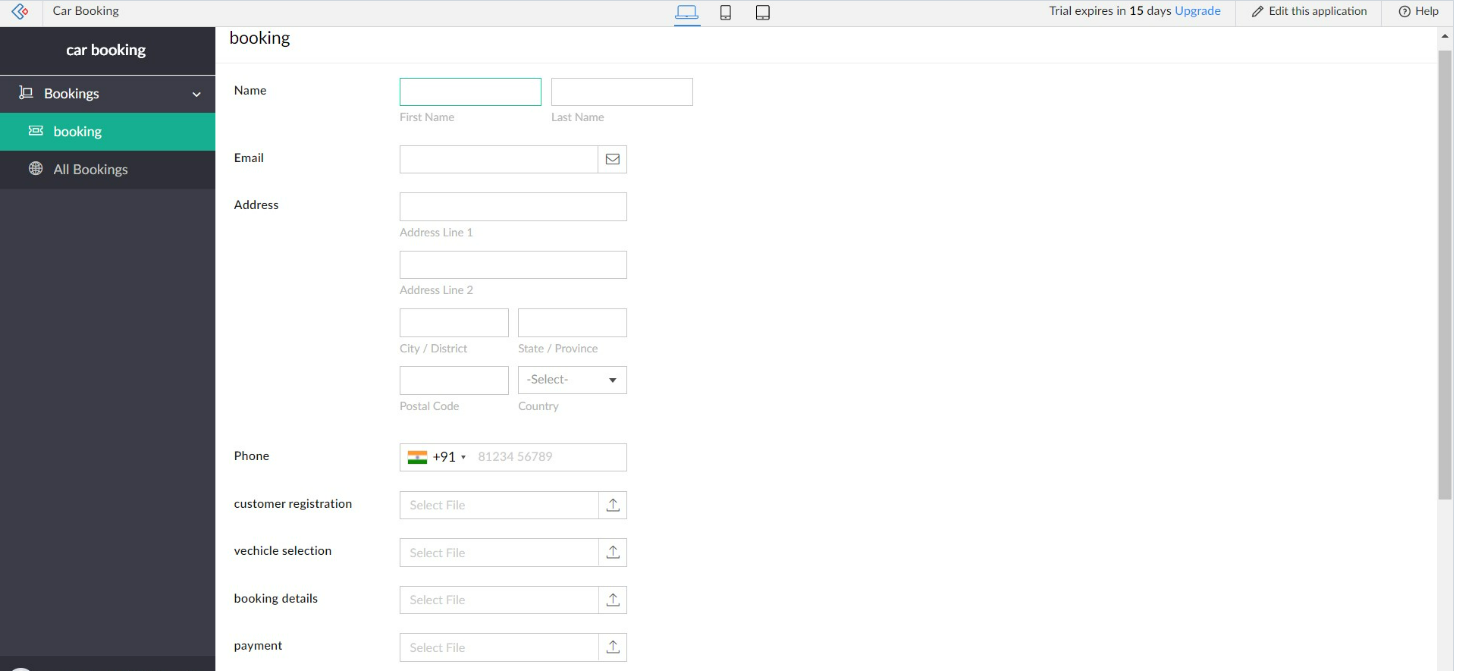 Car Booking
Trial expires in 15 days Upgrade
Edit this application
Help
car booking
Bookings
booking
All Bookings
booking
Name
First Name
Last Name
Email
Address
Address Line 1
Address Line 2
City / District
State / Province
-Select-
Postal Code
Country
Phone
+91
81234 56789
customer registration
Select File
vechicle selection
Select File
booking details
Select File
payment
Select File